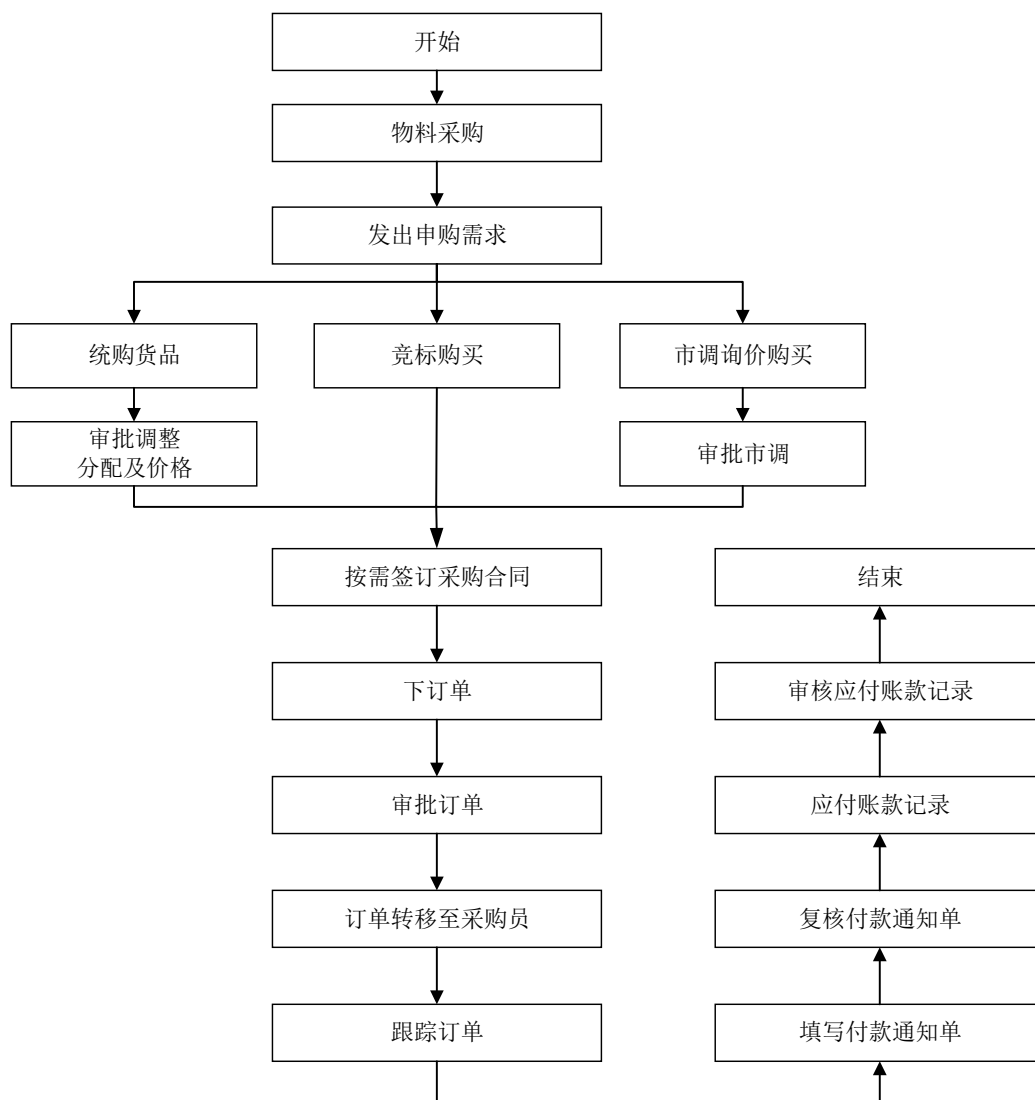 开始
物料采购
发出申购需求
统购货品
竞标购买
市调询价购买
审批调整
分配及价格
审批市调
按需签订采购合同
下订单
审批订单
订单转移至采购员
跟踪订单
结束
审核应付账款记录
应付账款记录
复核付款通知单
填写付款通知单